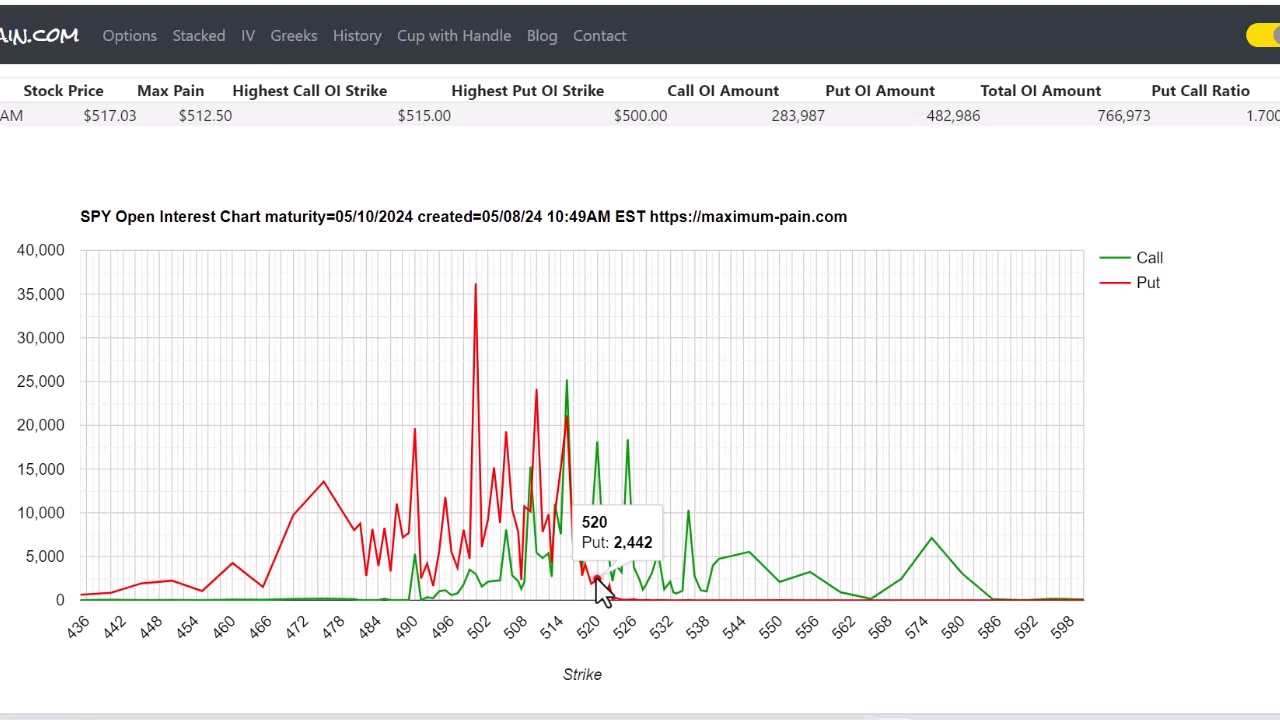 AIN.COM Options Stacked IV Greeks History Cup with Handle Blog Contact
Stock Price Max Pain Highest Call OI Strike Highest Put OI Strike Call OI Amount Put OI Amount Total OI Amount Put Call Ratio
AM $517.03 $512.50 $515.00 $500.00 283,987 482,986 766,973 1.700
SPY Open Interest Chart maturity=05/10/2024 created=05/08/24 10:49AM EST https://maximum-pain.com
40,000
35,000
30,000
25,000
20,000
15,000
10,000
5,000
0
Call
Put
520
Put: 2,442
436 442 448 454 460 466 472 478 484 490 496 502 508 514 520 526 532 538 544 550 556 562 568 574 580 586 592 598
Strike